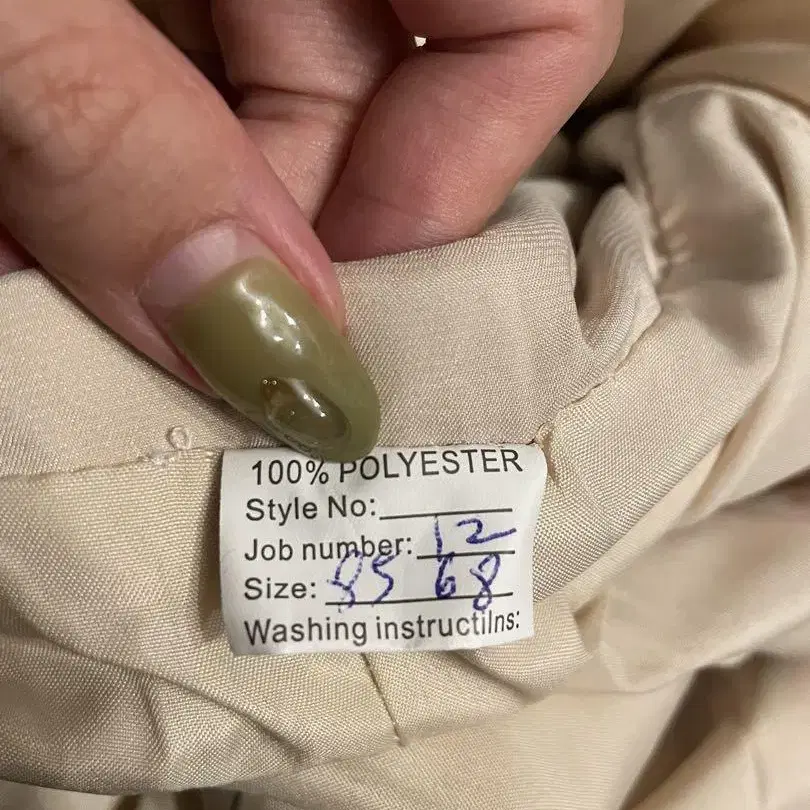 100% POLYESTER
Style No:
Job number: 12
Size: 85 68
Washing instructilns: